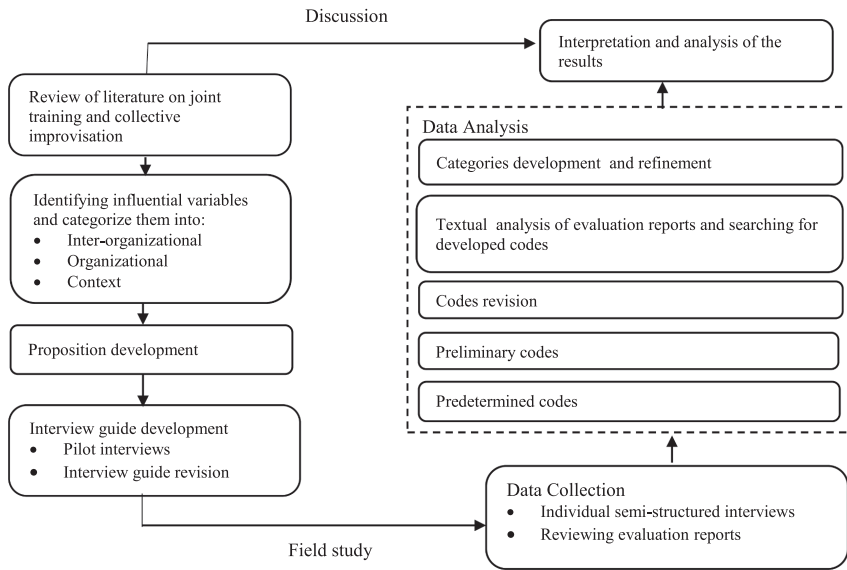 Discussion
Review of literature on joint
training and collective
improvisation
Identifying influential variables
and categorize them into:
• Inter-organizational
• Organizational
• Context
Proposition development
Interview guide development
• Pilot interviews
• Interview guide revision
Field study
Data Collection
• Individual semi-structured interviews
• Reviewing evaluation reports
Data Analysis
Categories development and refinement
Textual analysis of evaluation reports and searching for
developed codes
Codes revision
Preliminary codes
Predetermined codes
Interpretation and analysis of the
results